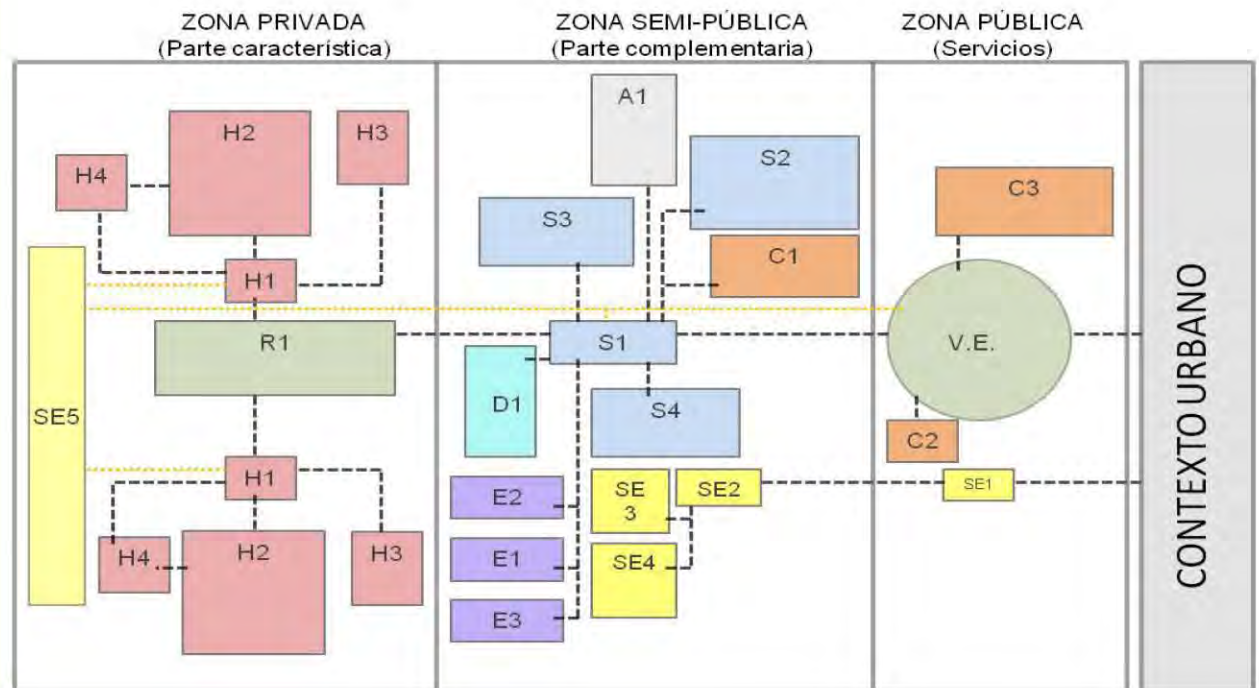 ZONA PRIVADA
(Parte característica)
ZONA SEMI-PÚBLICA
(Parte complementaria)
ZONA PÚBLICA
(Servicios)
A1
H2
H3
H4
S2
S3
C3
C1
H1
R1
S1
V.E.
D1
S4
SE5
C2
H1
E2
SE
3
SE2
SE1
E1
SE4
H4
H2
H3
E3
CONTEXTO URBANO